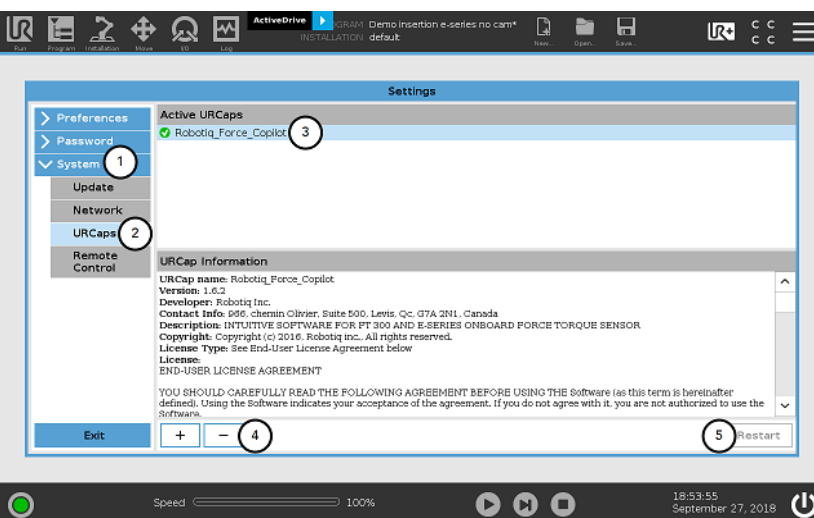 ActiveDrive
GRAM Demo insertion e-series no cam*
INSTALLATION default
UR
UR+
C C
C C
Run Program Installation Move I/O Log New... Open... Save...
Settings
Preferences
Password
System 1
Update
Network
URCaps 2
Remote
Control
Exit
Active URCaps
Robotiq_Force_Copilot 3
URCap Information
URCap name: Robotiq_Force_Copilot
Version: 1.6.2
Developer: Robotiq Inc.
Contact Info: 966, chemin Olivier, Suite 500, Levis, Qc, G7A 2N1, Canada
Description: INTUITIVE SOFTWARE FOR FT 300 AND E-SERIES ONBOARD FORCE TORQUE SENSOR
Copyright: Copyright (c) 2016, Robotiq inc., All rights reserved.
License Type: See End-User License Agreement below
License:
END-USER LICENSE AGREEMENT
YOU SHOULD CAREFULLY READ THE FOLLOWING AGREEMENT BEFORE USING THE Software (as this term is hereinafter
defined). Using the Software indicates your acceptance of the agreement. If you do not agree with it, you are not authorized to use the
Software.
+ − 4
5 Restart
Speed 100%
18:53:55
September 27, 2018